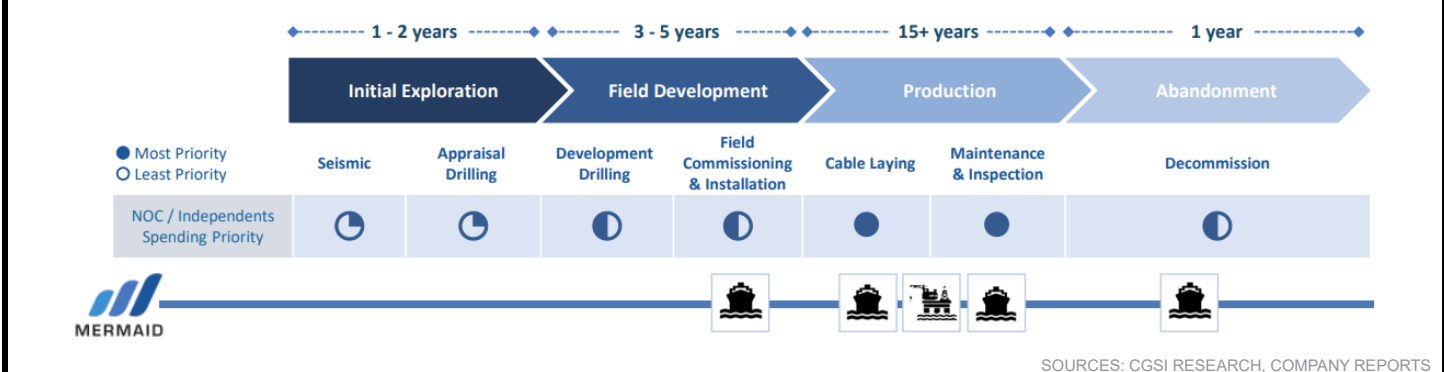 1 - 2 years
3 - 5 years
15+ years
1 year
Initial Exploration
Field Development
Production
Abandonment
Most Priority
Least Priority
Seismic
Appraisal
Drilling
Development
Drilling
Field
Commissioning
& Installation
Cable Laying
Maintenance
& Inspection
Decommission
NOC / Independents
Spending Priority
MERMAID
SOURCES: CGSI RESEARCH, COMPANY REPORTS